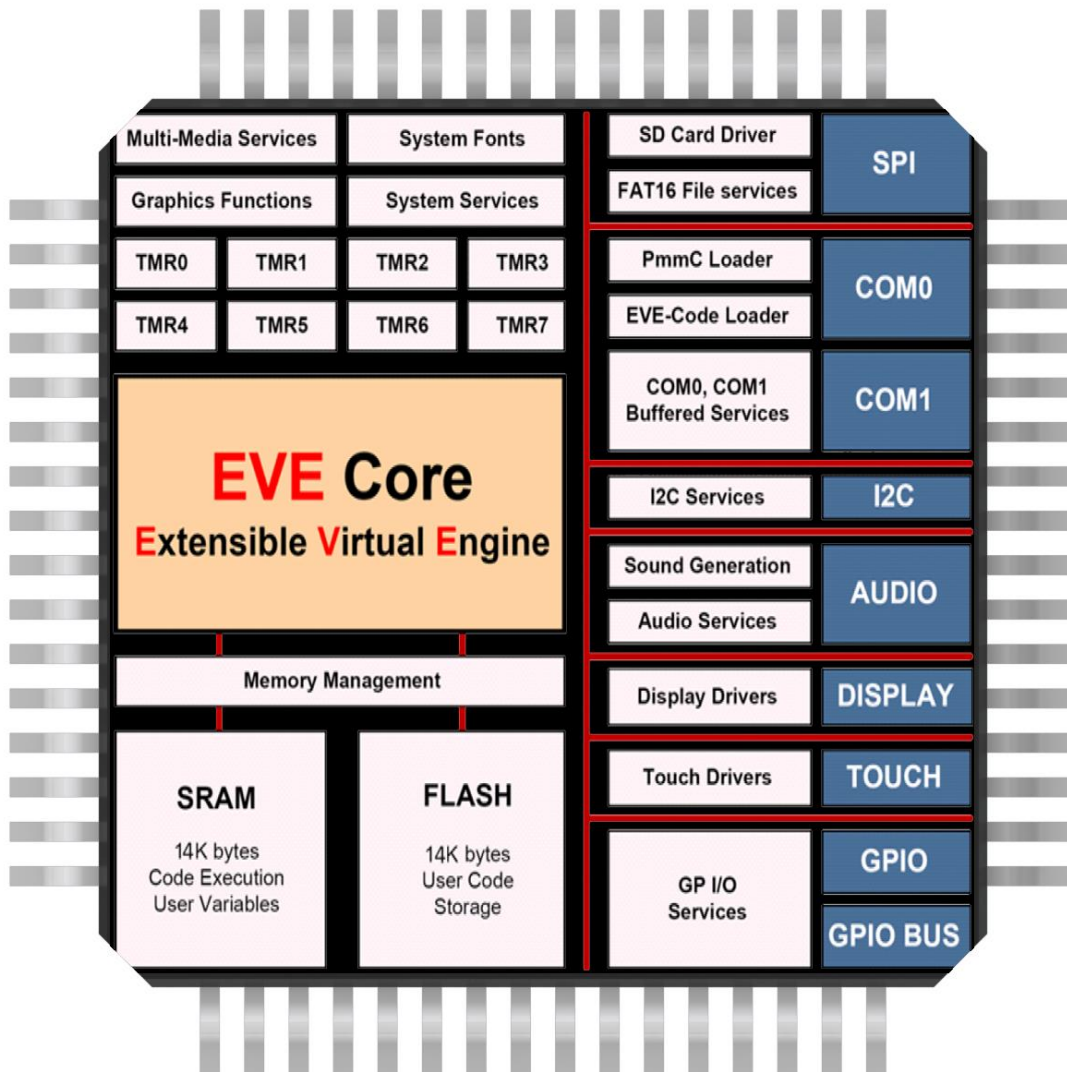 Multi-Media Services
System Fonts
Graphics Functions
System Services
TMR0
TMR1
TMR2
TMR3
TMR4
TMR5
TMR6
TMR7
EVE Core
Extensible Virtual Engine
Memory Management
SRAM
14K bytes
Code Execution
User Variables
FLASH
14K bytes
User Code
Storage
SD Card Driver
FAT16 File services
SPI
PmmC Loader
EVE-Code Loader
COM0
COM0, COM1
Buffered Services
COM1
I2C Services
I2C
Sound Generation
Audio Services
AUDIO
Display Drivers
DISPLAY
Touch Drivers
TOUCH
GP I/O
Services
GPIO
GPIO BUS